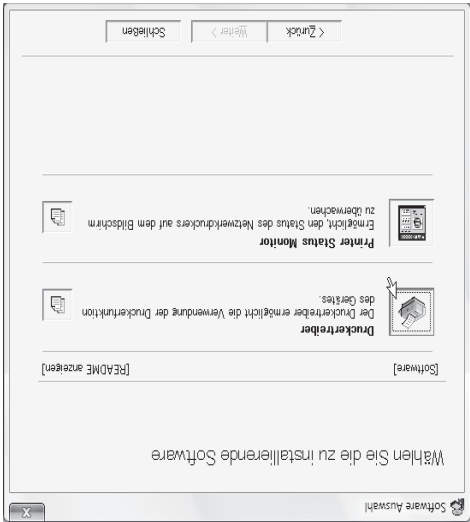 Software Auswahl
X
Wählen Sie die zu installierende Software
[Software] [README anzeigen]
Druckertreiber
Der Druckertreiber ermöglicht die Verwendung der Druckerfunktion
des Gerätes.
Printer Status Monitor
Ermöglicht, den Status des Netzwerkdruckers auf dem Bildschirm
zu überwachen.
< Zurück Weiter > Schließen